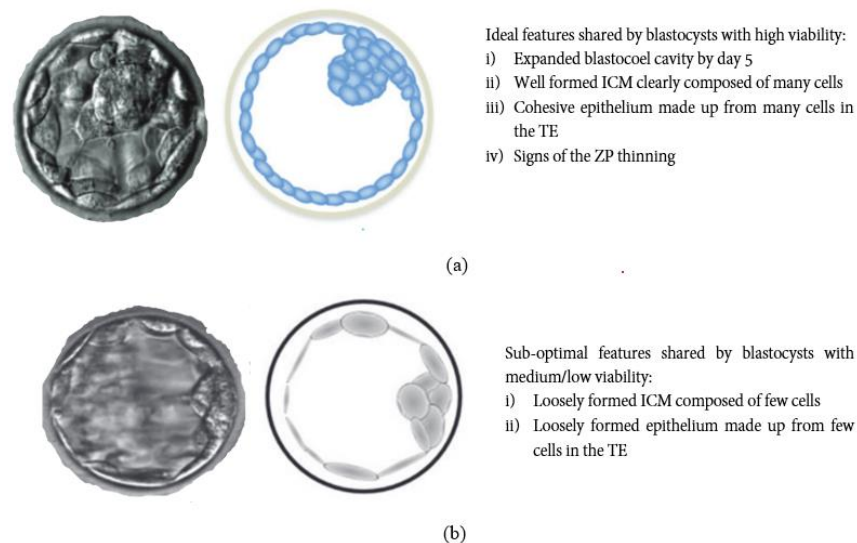 Ideal features shared by blastocysts with high viability:
i) Expanded blastocoel cavity by day 5
ii) Well formed ICM clearly composed of many cells
iii) Cohesive epithelium made up from many cells in
the TE
iv) Signs of the ZP thinning
(a)
Sub-optimal features shared by blastocysts with
medium/low viability:
i) Loosely formed ICM composed of few cells
ii) Loosely formed epithelium made up from few
cells in the TE
(b)